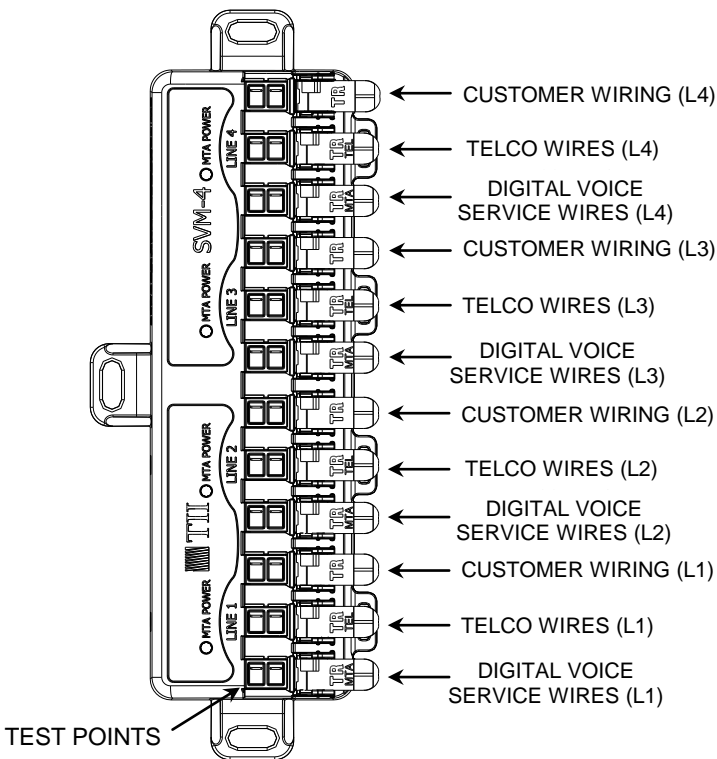 TR
CUSTOMER WIRING (L4)
TR TEL
TELCO WIRES (L4)
TR MTA
DIGITAL VOICE
SERVICE WIRES (L4)
TR
CUSTOMER WIRING (L3)
TR TEL
TELCO WIRES (L3)
TR MTA
DIGITAL VOICE
SERVICE WIRES (L3)
TR
CUSTOMER WIRING (L2)
TR TEL
TELCO WIRES (L2)
TR MTA
DIGITAL VOICE
SERVICE WIRES (L2)
TR
CUSTOMER WIRING (L1)
TR TEL
TELCO WIRES (L1)
TR MTA
DIGITAL VOICE
SERVICE WIRES (L1)
MTA POWER
LINE 4
SVM-4
MTA POWER
LINE 3
MTA POWER
LINE 2
TII
MTA POWER
LINE 1
TEST POINTS